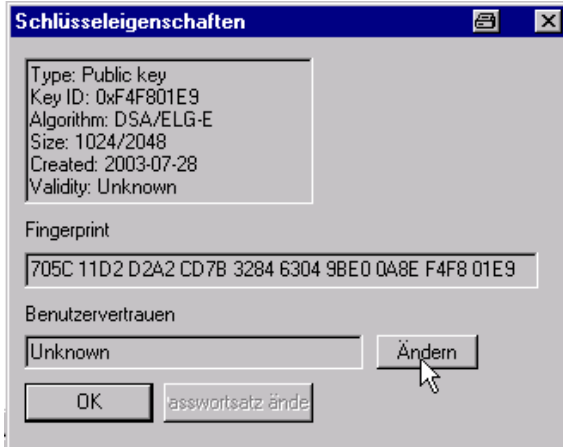 Schlüsseleigenschaften
Type: Public key
Key ID: 0xF4F801E9
Algorithm: DSA/ELG-E
Size: 1024/2048
Created: 2003-07-28
Validity: Unknown
Fingerprint
705C 11D2 D2A2 CD7B 3284 6304 9BE0 0A8E F4F8 01E9
Benutzervertrauen
Unknown
Ändern
OK
asswortsatz ände